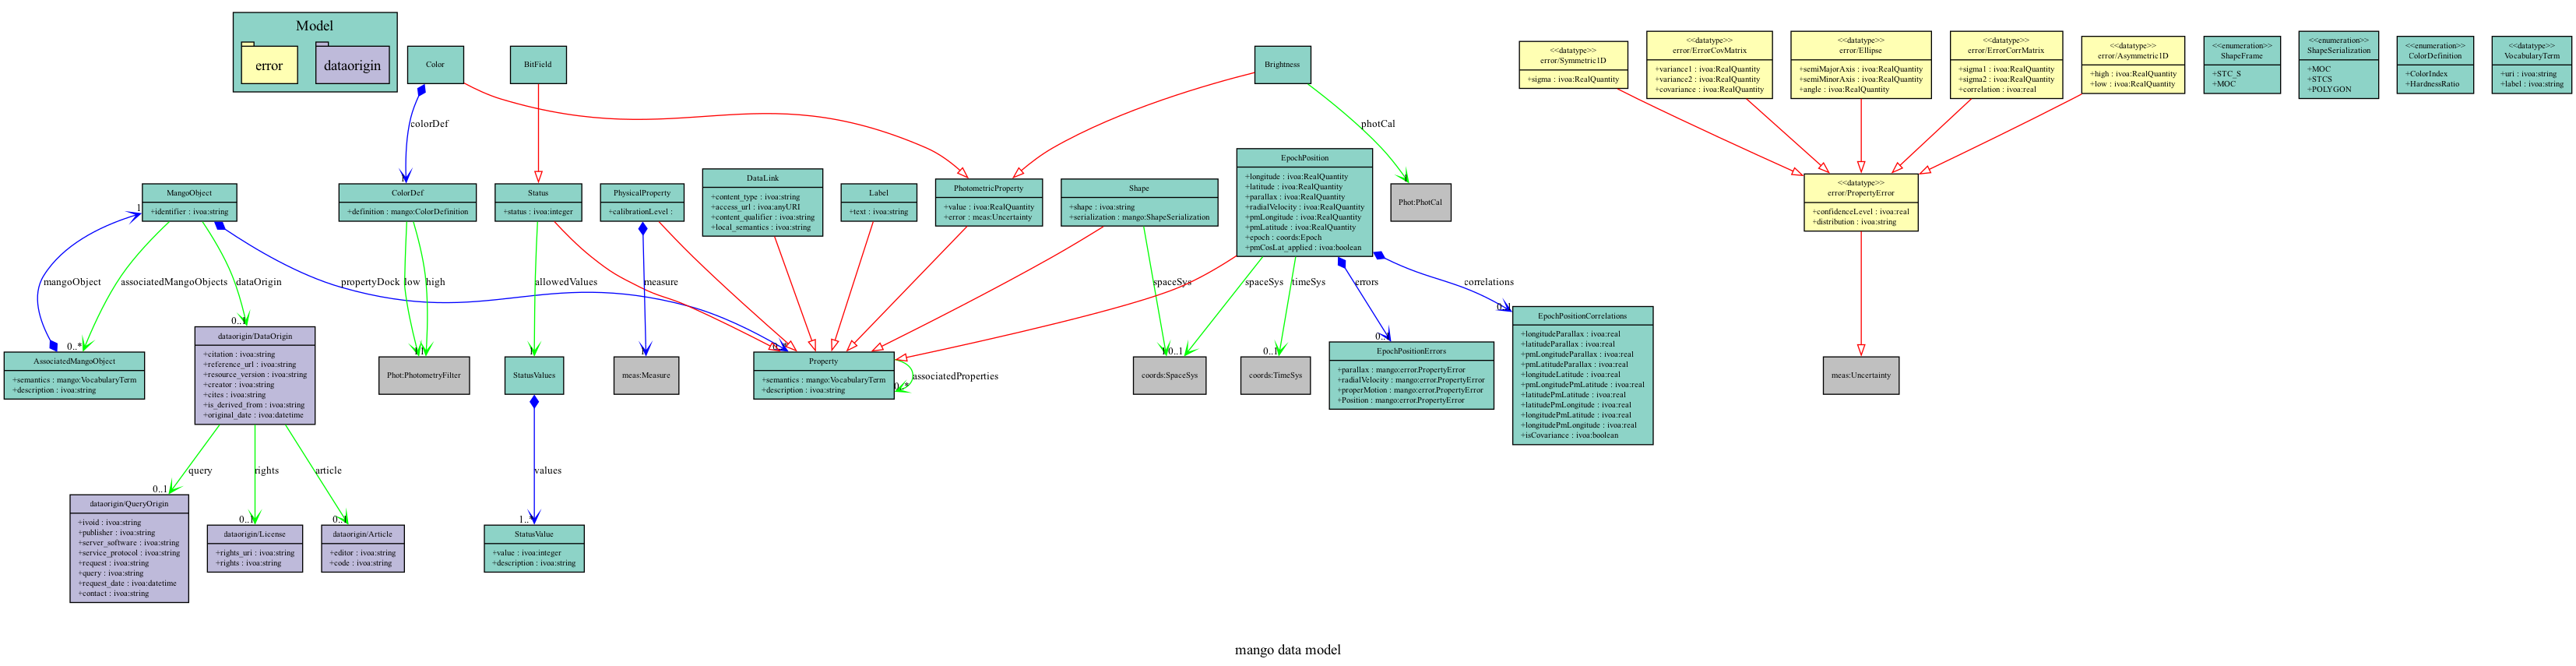 Model
error
dataorigin
Color
BitField
Brightness
<<datatype>>
error/Symmetric1D
+sigma : ivoa:RealQuantity
<<datatype>>
error/ErrorCovMatrix
+variance1 : ivoa:RealQuantity
+variance2 : ivoa:RealQuantity
+covariance : ivoa:RealQuantity
<<datatype>>
error/Ellipse
+semiMajorAxis : ivoa:RealQuantity
+semiMinorAxis : ivoa:RealQuantity
+angle : ivoa:RealQuantity
<<datatype>>
error/ErrorCorrMatrix
+sigma1 : ivoa:RealQuantity
+sigma2 : ivoa:RealQuantity
+correlation : ivoa:real
<<datatype>>
error/Asymmetric1D
+high : ivoa:RealQuantity
+low : ivoa:RealQuantity
<<enumeration>>
ShapeFrame
+STC_S
+MOC
<<enumeration>>
ShapeSerialization
+MOC
+STCS
+POLYGON
<<enumeration>>
ColorDefinition
+ColorIndex
+HardnessRatio
<<datatype>>
VocabularyTerm
+uri : ivoa:string
+label : ivoa:string
colorDef
photCal
1
MangoObject
+identifier : ivoa:string
1
ColorDef
+definition : mango:ColorDefinition
Status
+status : ivoa:integer
PhysicalProperty
+calibrationLevel :
DataLink
+content_type : ivoa:string
+access_url : ivoa:anyURI
+content_qualifier : ivoa:string
+local_semantics : ivoa:string
Label
+text : ivoa:string
PhotometricProperty
+value : ivoa:RealQuantity
+error : meas:Uncertainty
Shape
+shape : ivoa:string
+serialization : mango:ShapeSerialization
EpochPosition
+longitude : ivoa:RealQuantity
+latitude : ivoa:RealQuantity
+parallax : ivoa:RealQuantity
+radialVelocity : ivoa:RealQuantity
+pmLongitude : ivoa:RealQuantity
+pmLatitude : ivoa:RealQuantity
+epoch : coords:Epoch
+pmCosLat_applied : ivoa:boolean
1
Phot:PhotCal
<<datatype>>
error/PropertyError
+confidenceLevel : ivoa:real
+distribution : ivoa:string
mangoObject
associatedMangoObjects
dataOrigin
propertyDock
low
high
allowedValues
measure
spaceSys
spaceSys
timeSys
errors
correlations
0..*
AssociatedMangoObject
+semantics : mango:VocabularyTerm
+description : ivoa:string
0..1
dataorigin/DataOrigin
+citation : ivoa:string
+reference_url : ivoa:string
+resource_version : ivoa:string
+creator : ivoa:string
+cites : ivoa:string
+is_derived_from : ivoa:string
+original_date : ivoa:datetime
1
1
Phot:PhotometryFilter
1
StatusValues
1
meas:Measure
Property
+semantics : mango:VocabularyTerm
+description : ivoa:string
0..*
associatedProperties
1
0..1
coords:SpaceSys
0..1
coords:TimeSys
EpochPositionErrors
+parallax : mango:error.PropertyError
+radialVelocity : mango:error.PropertyError
+properMotion : mango:error.PropertyError
+Position : mango:error.PropertyError
0..1
EpochPositionCorrelations
+longitudeParallax : ivoa:real
+latitudeParallax : ivoa:real
+pmLongitudeParallax : ivoa:real
+pmLatitudeParallax : ivoa:real
+longitudeLatitude : ivoa:real
+pmLongitudePmLatitude : ivoa:real
+latitudePmLatitude : ivoa:real
+latitudePmLongitude : ivoa:real
+longitudePmLatitude : ivoa:real
+longitudePmLongitude : ivoa:real
+isCovariance : ivoa:boolean
meas:Uncertainty
query
rights
article
values
0..1
dataorigin/QueryOrigin
+ivoid : ivoa:string
+publisher : ivoa:string
+server_software : ivoa:string
+service_protocol : ivoa:string
+request : ivoa:string
+query : ivoa:string
+request_date : ivoa:datetime
+contact : ivoa:string
0..1
dataorigin/License
+rights_uri : ivoa:string
+rights : ivoa:string
0..1
dataorigin/Article
+editor : ivoa:string
+code : ivoa:string
1..*
StatusValue
+value : ivoa:integer
+description : ivoa:string
mango data model